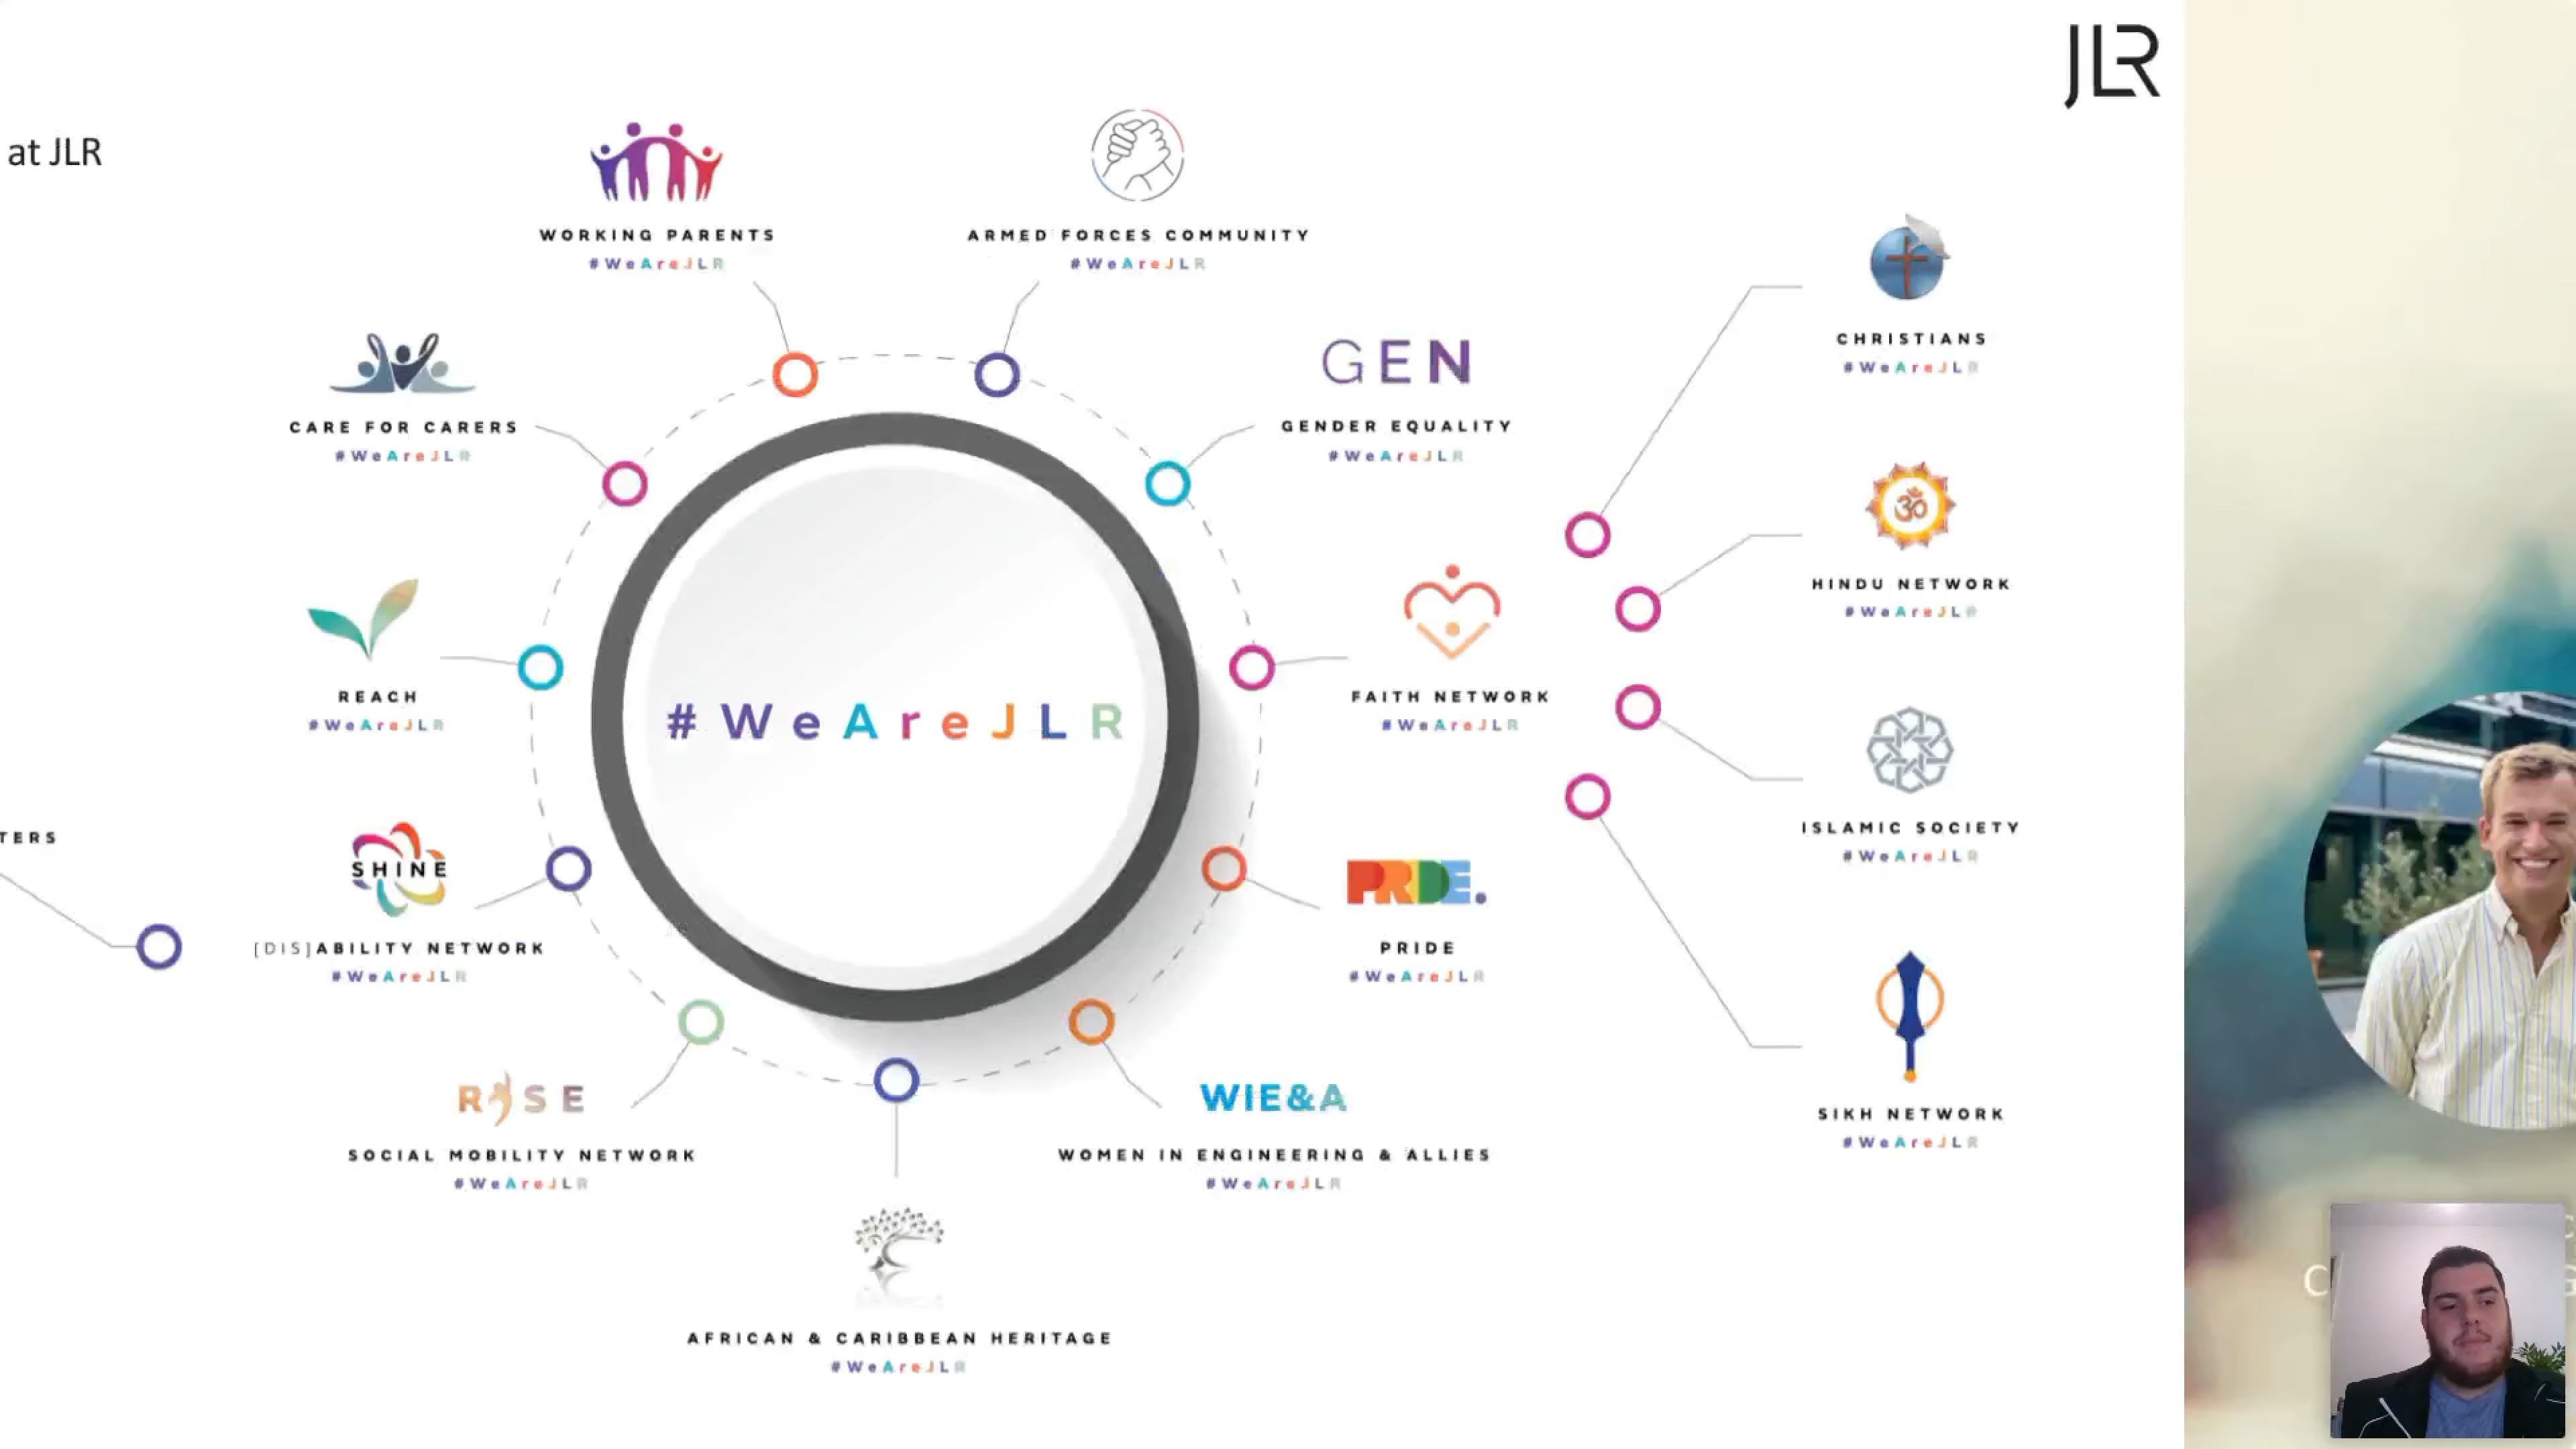 JLR
at JLR
WORKING PARENTS
#WeAreJLR
ARMED FORCES COMMUNITY
#WeAreJLR
CHRISTIANS
#WeAreJLR
GEN
GENDER EQUALITY
#WeAreJLR
CARE FOR CARERS
#WeAreJLR
HINDU NETWORK
#WeAreJLR
REACH
#WeAreJLR
#WeAreJLR
FAITH NETWORK
#WeAreJLR
ISLAMIC SOCIETY
#WeAreJLR
TERS
SHINE
[DIS]ABILITY NETWORK
#WeAreJLR
PRIDE.
PRIDE
#WeAreJLR
RISE
SOCIAL MOBILITY NETWORK
#WeAreJLR
WIE&A
WOMEN IN ENGINEERING & ALLIES
#WeAreJLR
SIKH NETWORK
#WeAreJLR
AFRICAN & CARIBBEAN HERITAGE
#WeAreJLR